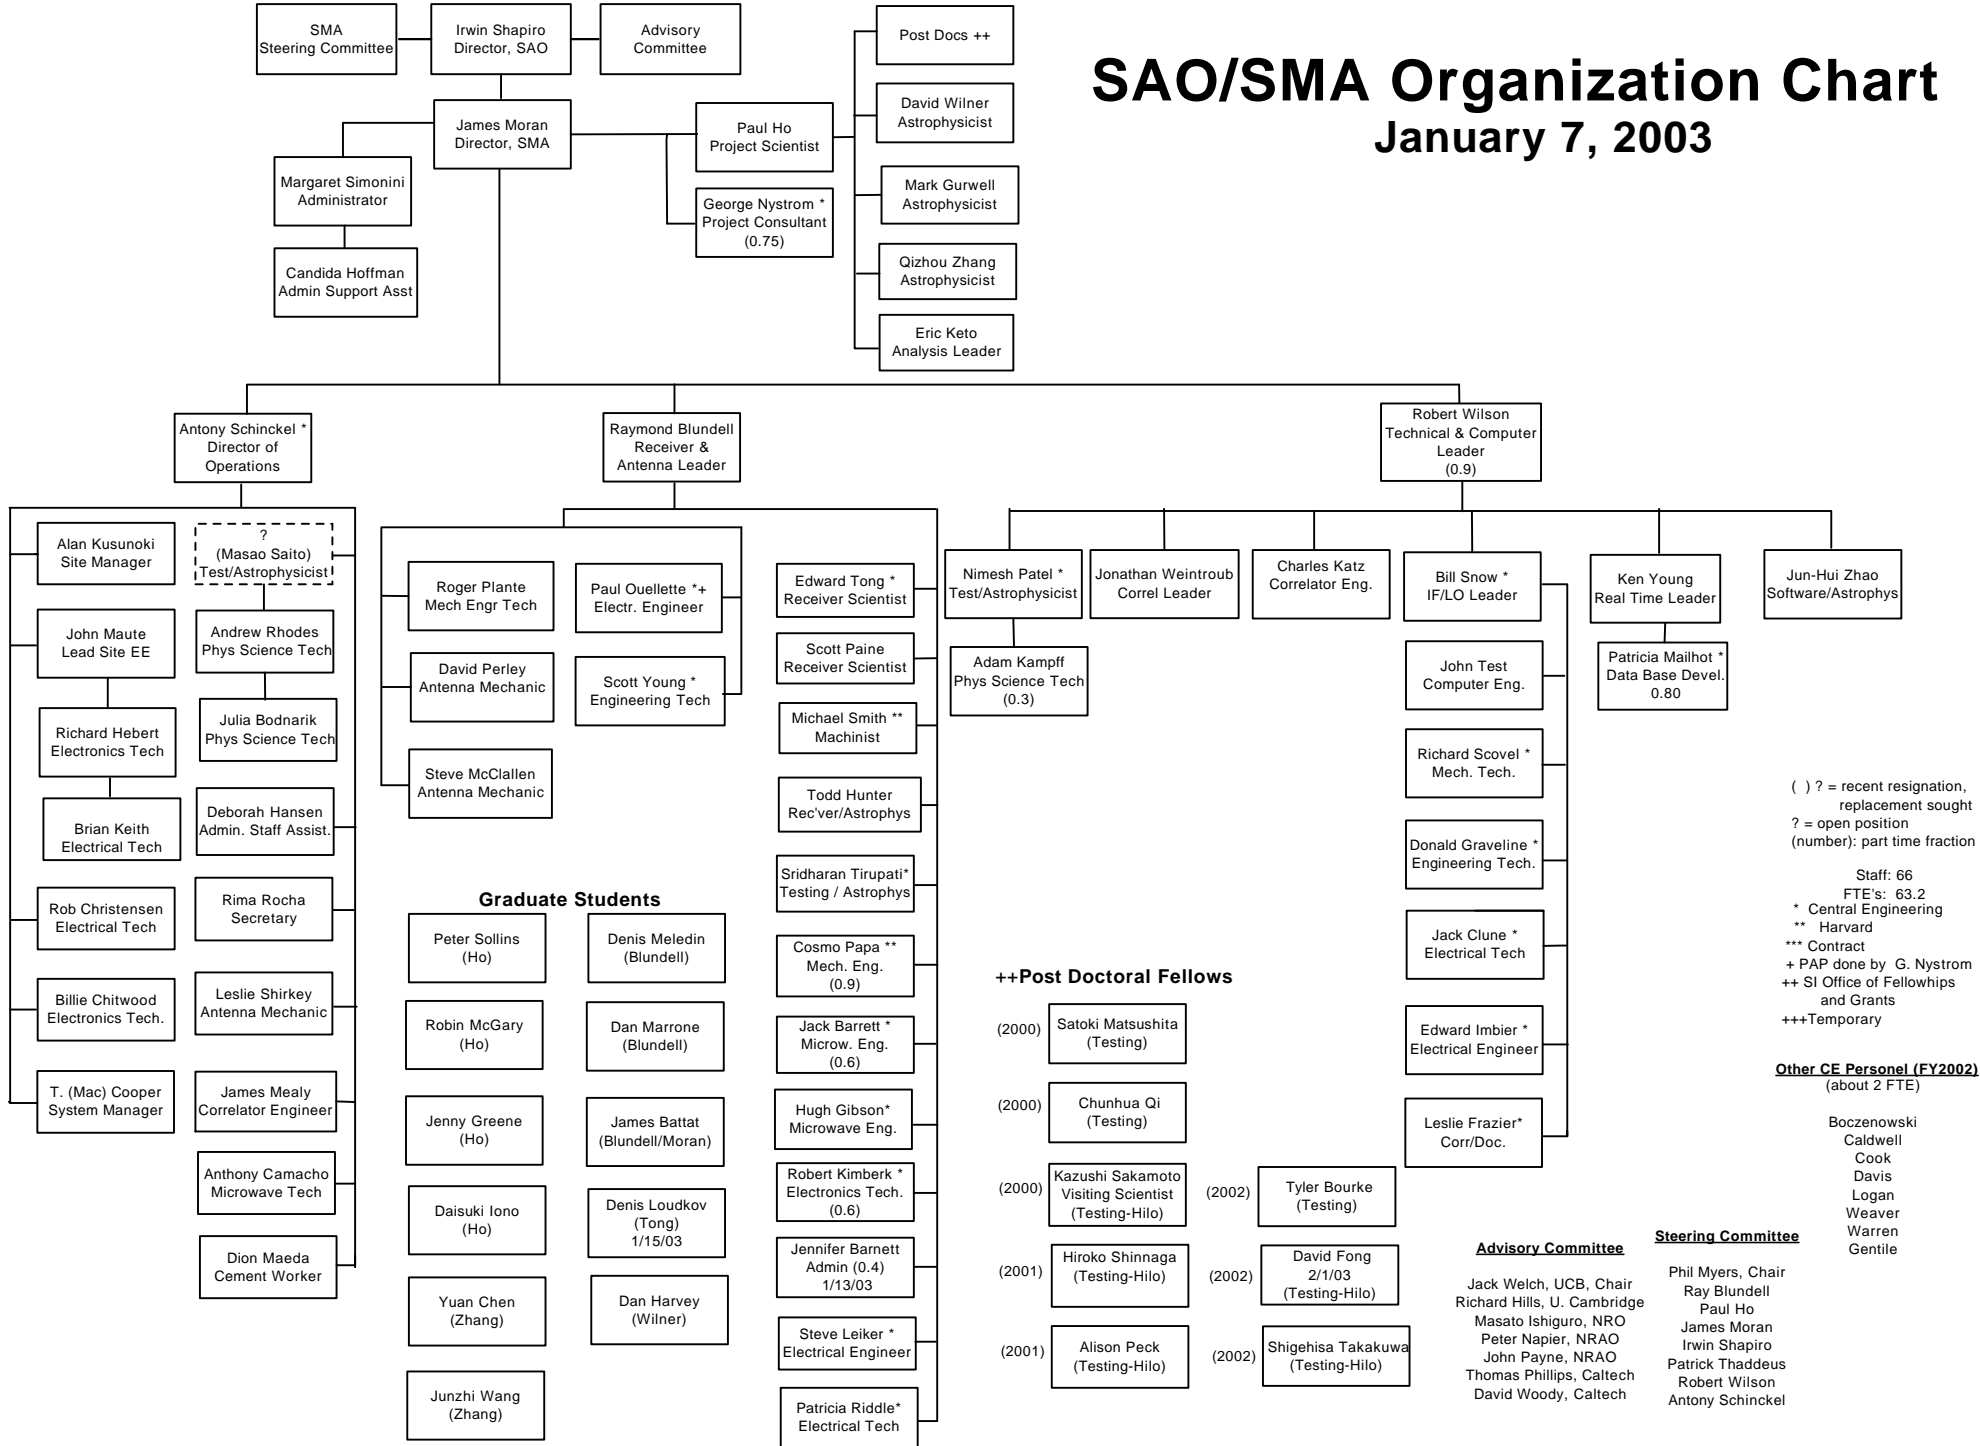 SAO/SMA Organization Chart
January 7, 2003
SMA
Steering Committee
Irwin Shapiro
Director, SAO
Advisory
Committee
James Moran
Director, SMA
Margaret Simonini
Administrator
Candida Hoffman
Admin Support Asst
Paul Ho
Project Scientist
George Nystrom *
Project Consultant
(0.75)
Post Docs ++
David Wilner
Astrophysicist
Mark Gurwell
Astrophysicist
Qizhou Zhang
Astrophysicist
Eric Keto
Analysis Leader
Antony Schinckel *
Director of
Operations
Raymond Blundell
Receiver &
Antenna Leader
Robert Wilson
Technical & Computer
Leader
(0.9)
Alan Kusunoki
Site Manager
John Maute
Lead Site EE
Richard Hebert
Electronics Tech
Brian Keith
Electrical Tech
Rob Christensen
Electrical Tech
Billie Chitwood
Electronics Tech.
T. (Mac) Cooper
System Manager
?
(Masao Saito)
Test/Astrophysicist
Andrew Rhodes
Phys Science Tech
Julia Bodnarik
Phys Science Tech
Deborah Hansen
Admin. Staff Assist.
Rima Rocha
Secretary
Leslie Shirkey
Antenna Mechanic
James Mealy
Correlator Engineer
Anthony Camacho
Microwave Tech
Dion Maeda
Cement Worker
Roger Plante
Mech Engr Tech
David Perley
Antenna Mechanic
Steve McClallen
Antenna Mechanic
Paul Ouellette *+
Electr. Engineer
Scott Young *
Engineering Tech
Edward Tong *
Receiver Scientist
Scott Paine
Receiver Scientist
Michael Smith **
Machinist
Todd Hunter
Rec'ver/Astrophys
Sridharan Tirupati*
Testing / Astrophys
Cosmo Papa **
Mech. Eng.
(0.9)
Jack Barrett *
Microw. Eng.
(0.6)
Hugh Gibson*
Microwave Eng.
Robert Kimberk *
Electronics Tech.
(0.6)
Jennifer Barnett
Admin (0.4)
1/13/03
Steve Leiker *
Electrical Engineer
Patricia Riddle*
Electrical Tech
Nimesh Patel *
Test/Astrophysicist
Adam Kampff
Phys Science Tech
(0.3)
Jonathan Weintroub
Correl Leader
Charles Katz
Correlator Eng.
Bill Snow *
IF/LO Leader
John Test
Computer Eng.
Richard Scovel *
Mech. Tech.
Donald Graveline *
Engineering Tech.
Jack Clune *
Electrical Tech
Edward Imbier *
Electrical Engineer
Leslie Frazier*
Corr/Doc.
Ken Young
Real Time Leader
Patricia Mailhot *
Data Base Devel.
0.80
Jun-Hui Zhao
Software/Astrophys
Graduate Students
Peter Sollins
(Ho)
Robin McGary
(Ho)
Jenny Greene
(Ho)
Daisuki Iono
(Ho)
Yuan Chen
(Zhang)
Junzhi Wang
(Zhang)
Denis Meledin
(Blundell)
Dan Marrone
(Blundell)
James Battat
(Blundell/Moran)
Denis Loudkov
(Tong)
1/15/03
Dan Harvey
(Wilner)
++Post Doctoral Fellows
(2000)
Satoki Matsushita
(Testing)
(2000)
Chunhua Qi
(Testing)
(2000)
Kazushi Sakamoto
Visiting Scientist
(Testing-Hilo)
(2001)
Hiroko Shinnaga
(Testing-Hilo)
(2001)
Alison Peck
(Testing-Hilo)
(2002)
Tyler Bourke
(Testing)
(2002)
David Fong
2/1/03
(Testing-Hilo)
(2002)
Shigehisa Takakuwa
(Testing-Hilo)
( ) ? = recent resignation,
replacement sought
? = open position
(number): part time fraction
Staff: 66
FTE's: 63.2
* Central Engineering
** Harvard
*** Contract
+ PAP done by G. Nystrom
++ SI Office of Fellowhips
and Grants
+++Temporary
Other CE Personel (FY2002)
(about 2 FTE)
Boczenowski
Caldwell
Cook
Davis
Logan
Weaver
Warren
Gentile
Advisory Committee
Jack Welch, UCB, Chair
Richard Hills, U. Cambridge
Masato Ishiguro, NRO
Peter Napier, NRAO
John Payne, NRAO
Thomas Phillips, Caltech
David Woody, Caltech
Steering Committee
Phil Myers, Chair
Ray Blundell
Paul Ho
James Moran
Irwin Shapiro
Patrick Thaddeus
Robert Wilson
Antony Schinckel